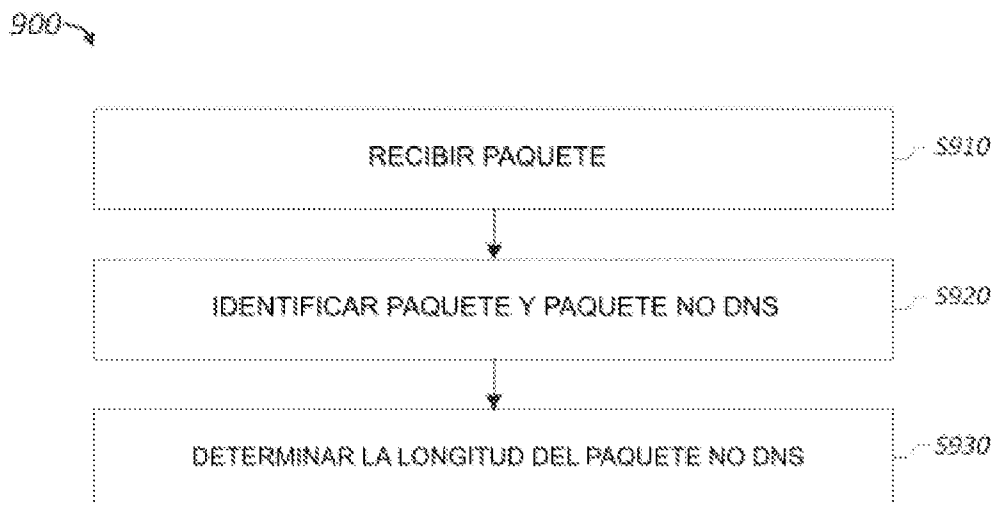 900
RECIBIR PAQUETE
S910
IDENTIFICAR PAQUETE Y PAQUETE NO DNS
S920
DETERMINAR LA LONGITUD DEL PAQUETE NO DNS
S930